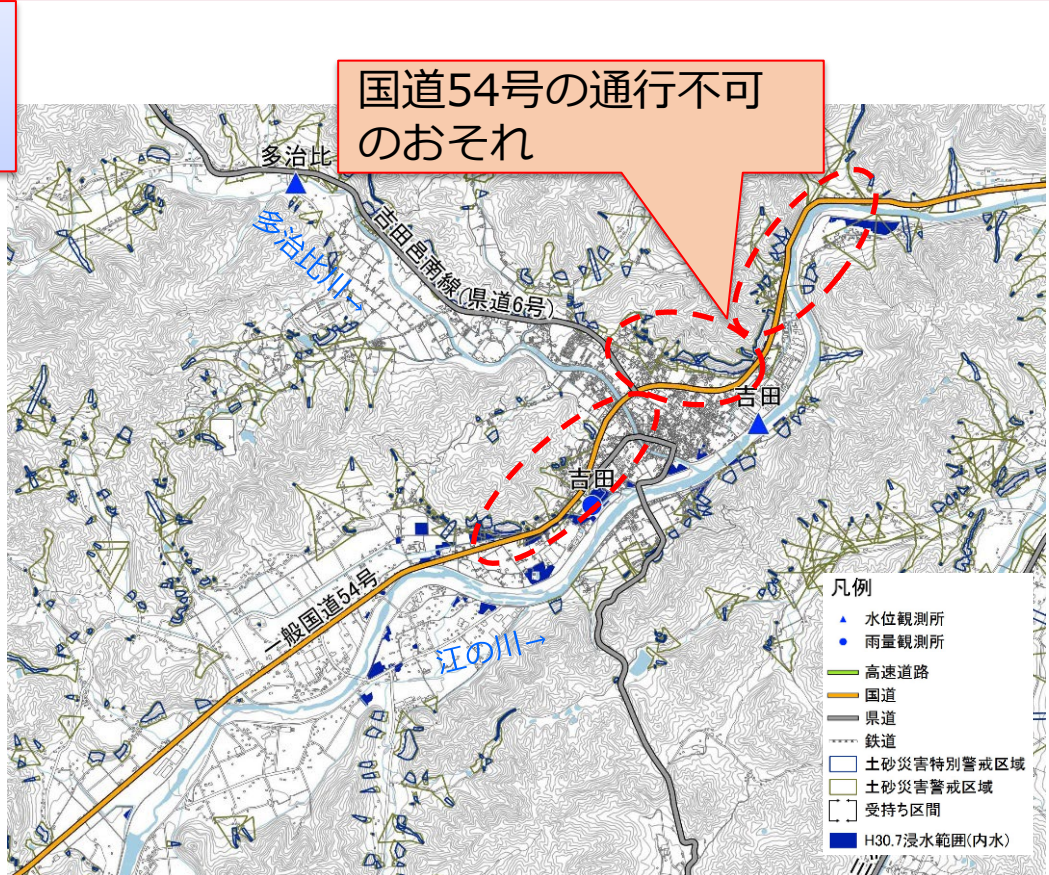 国道54号の通行不可
のおそれ
多治比
多治比川→
吉田邑南線(県道6号)
吉田
吉田
一般国道54号
江の川→
凡例
水位観測所
雨量観測所
高速道路
国道
県道
鉄道
土砂災害特別警戒区域
土砂災害警戒区域
受持ち区間
H30.7浸水範囲(内水)